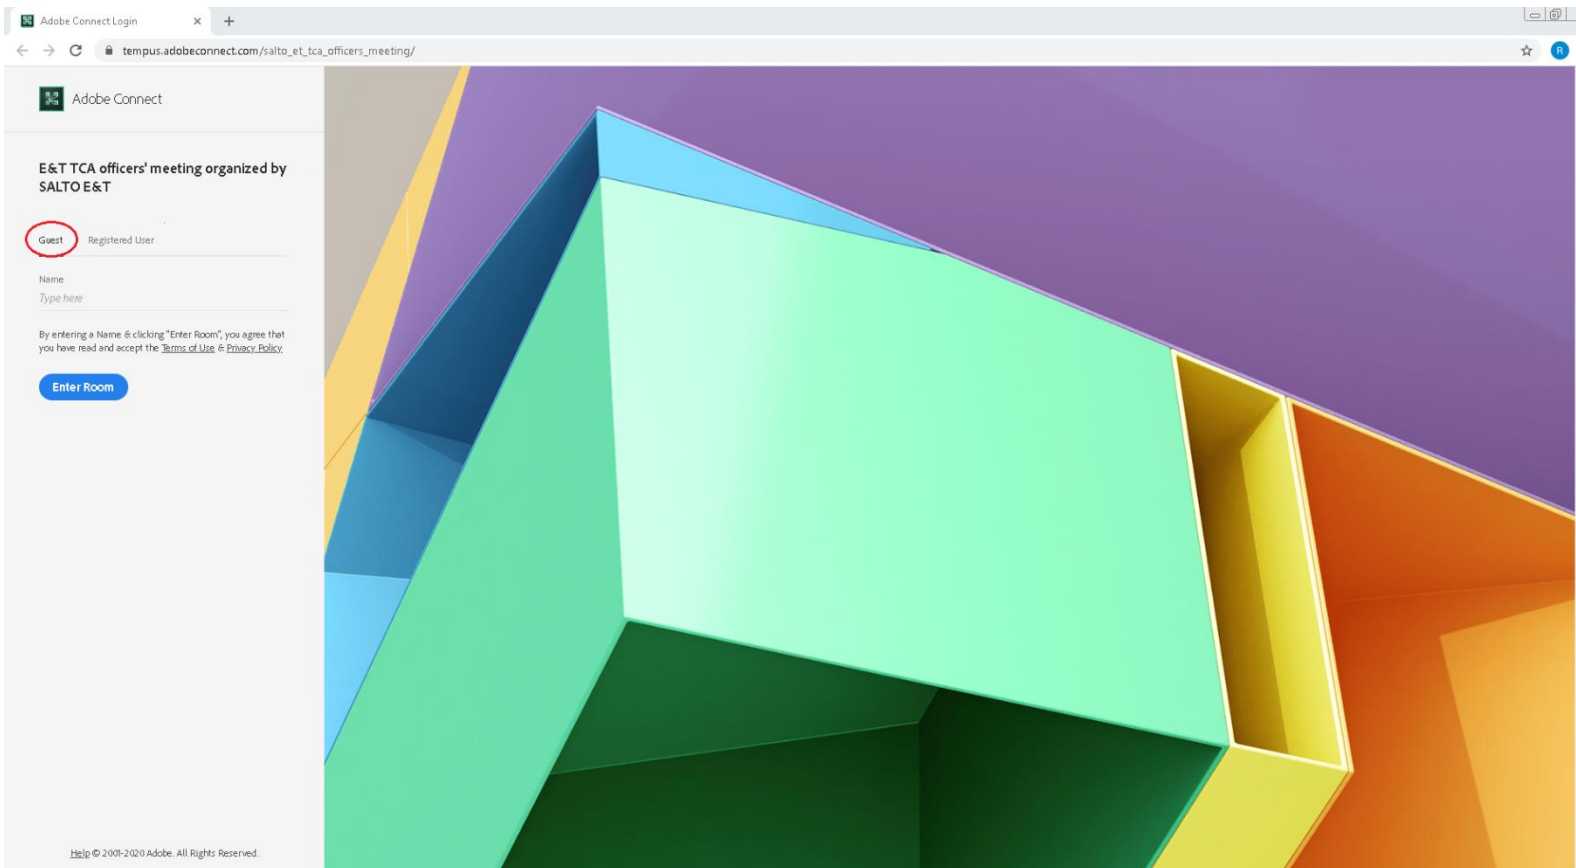 Adobe Connect Login
tempus.adobeconnect.com/salto_et_tca_officers_meeting/
R
Adobe Connect
E&T TCA officers' meeting organized by
SALTO E&T
Guest Registered User
Name
Type here
By entering a Name & clicking "Enter Room", you agree that
you have read and accept the Terms of Use & Privacy Policy
Enter Room
Help © 2001-2020 Adobe. All Rights Reserved.